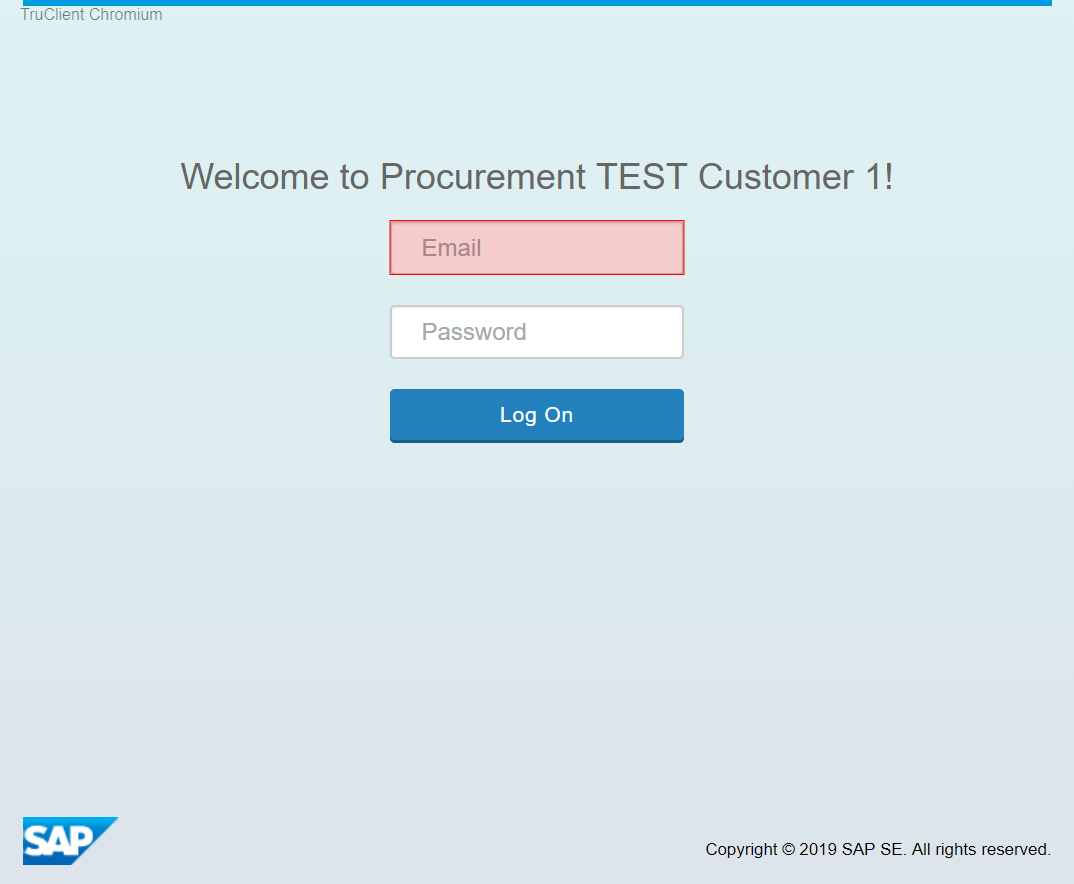 TruClient Chromium
Welcome to Procurement TEST Customer 1!
Email
Password
Log On
SAP
Copyright © 2019 SAP SE. All rights reserved.